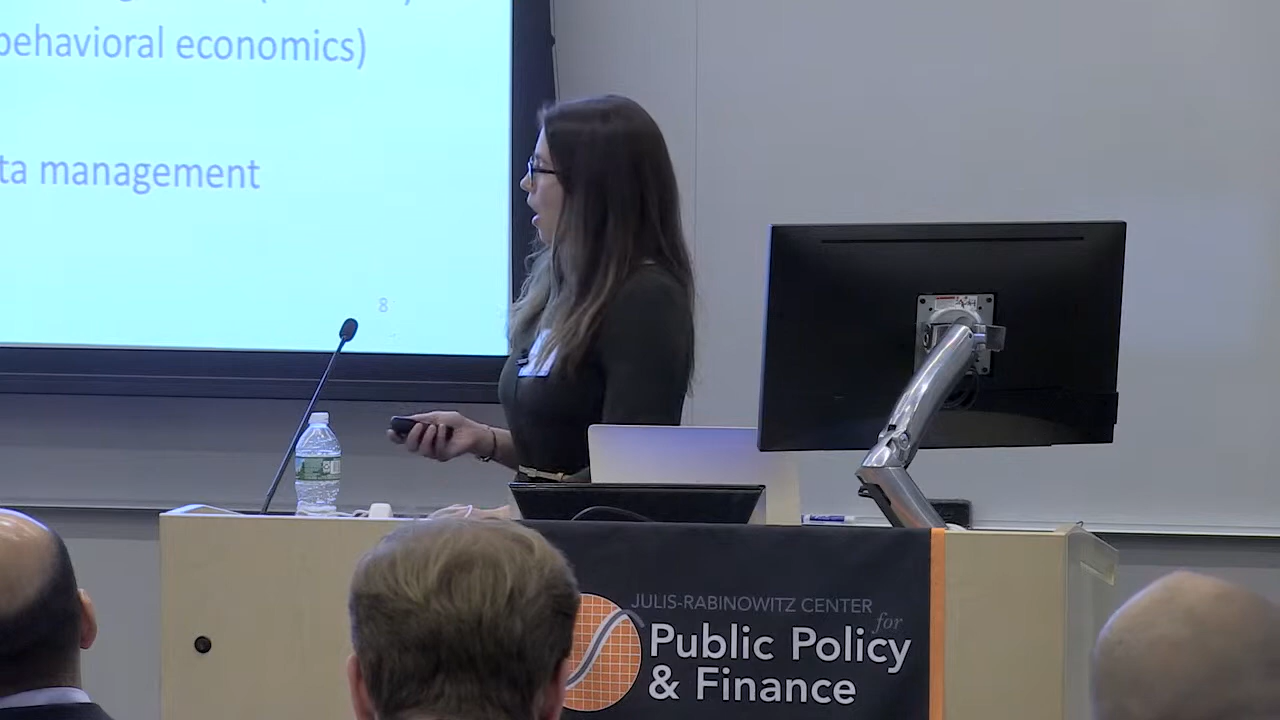 behavioral economics)
ta management
8
JULIS-RABINOWITZ CENTER
for
Public Policy
& Finance